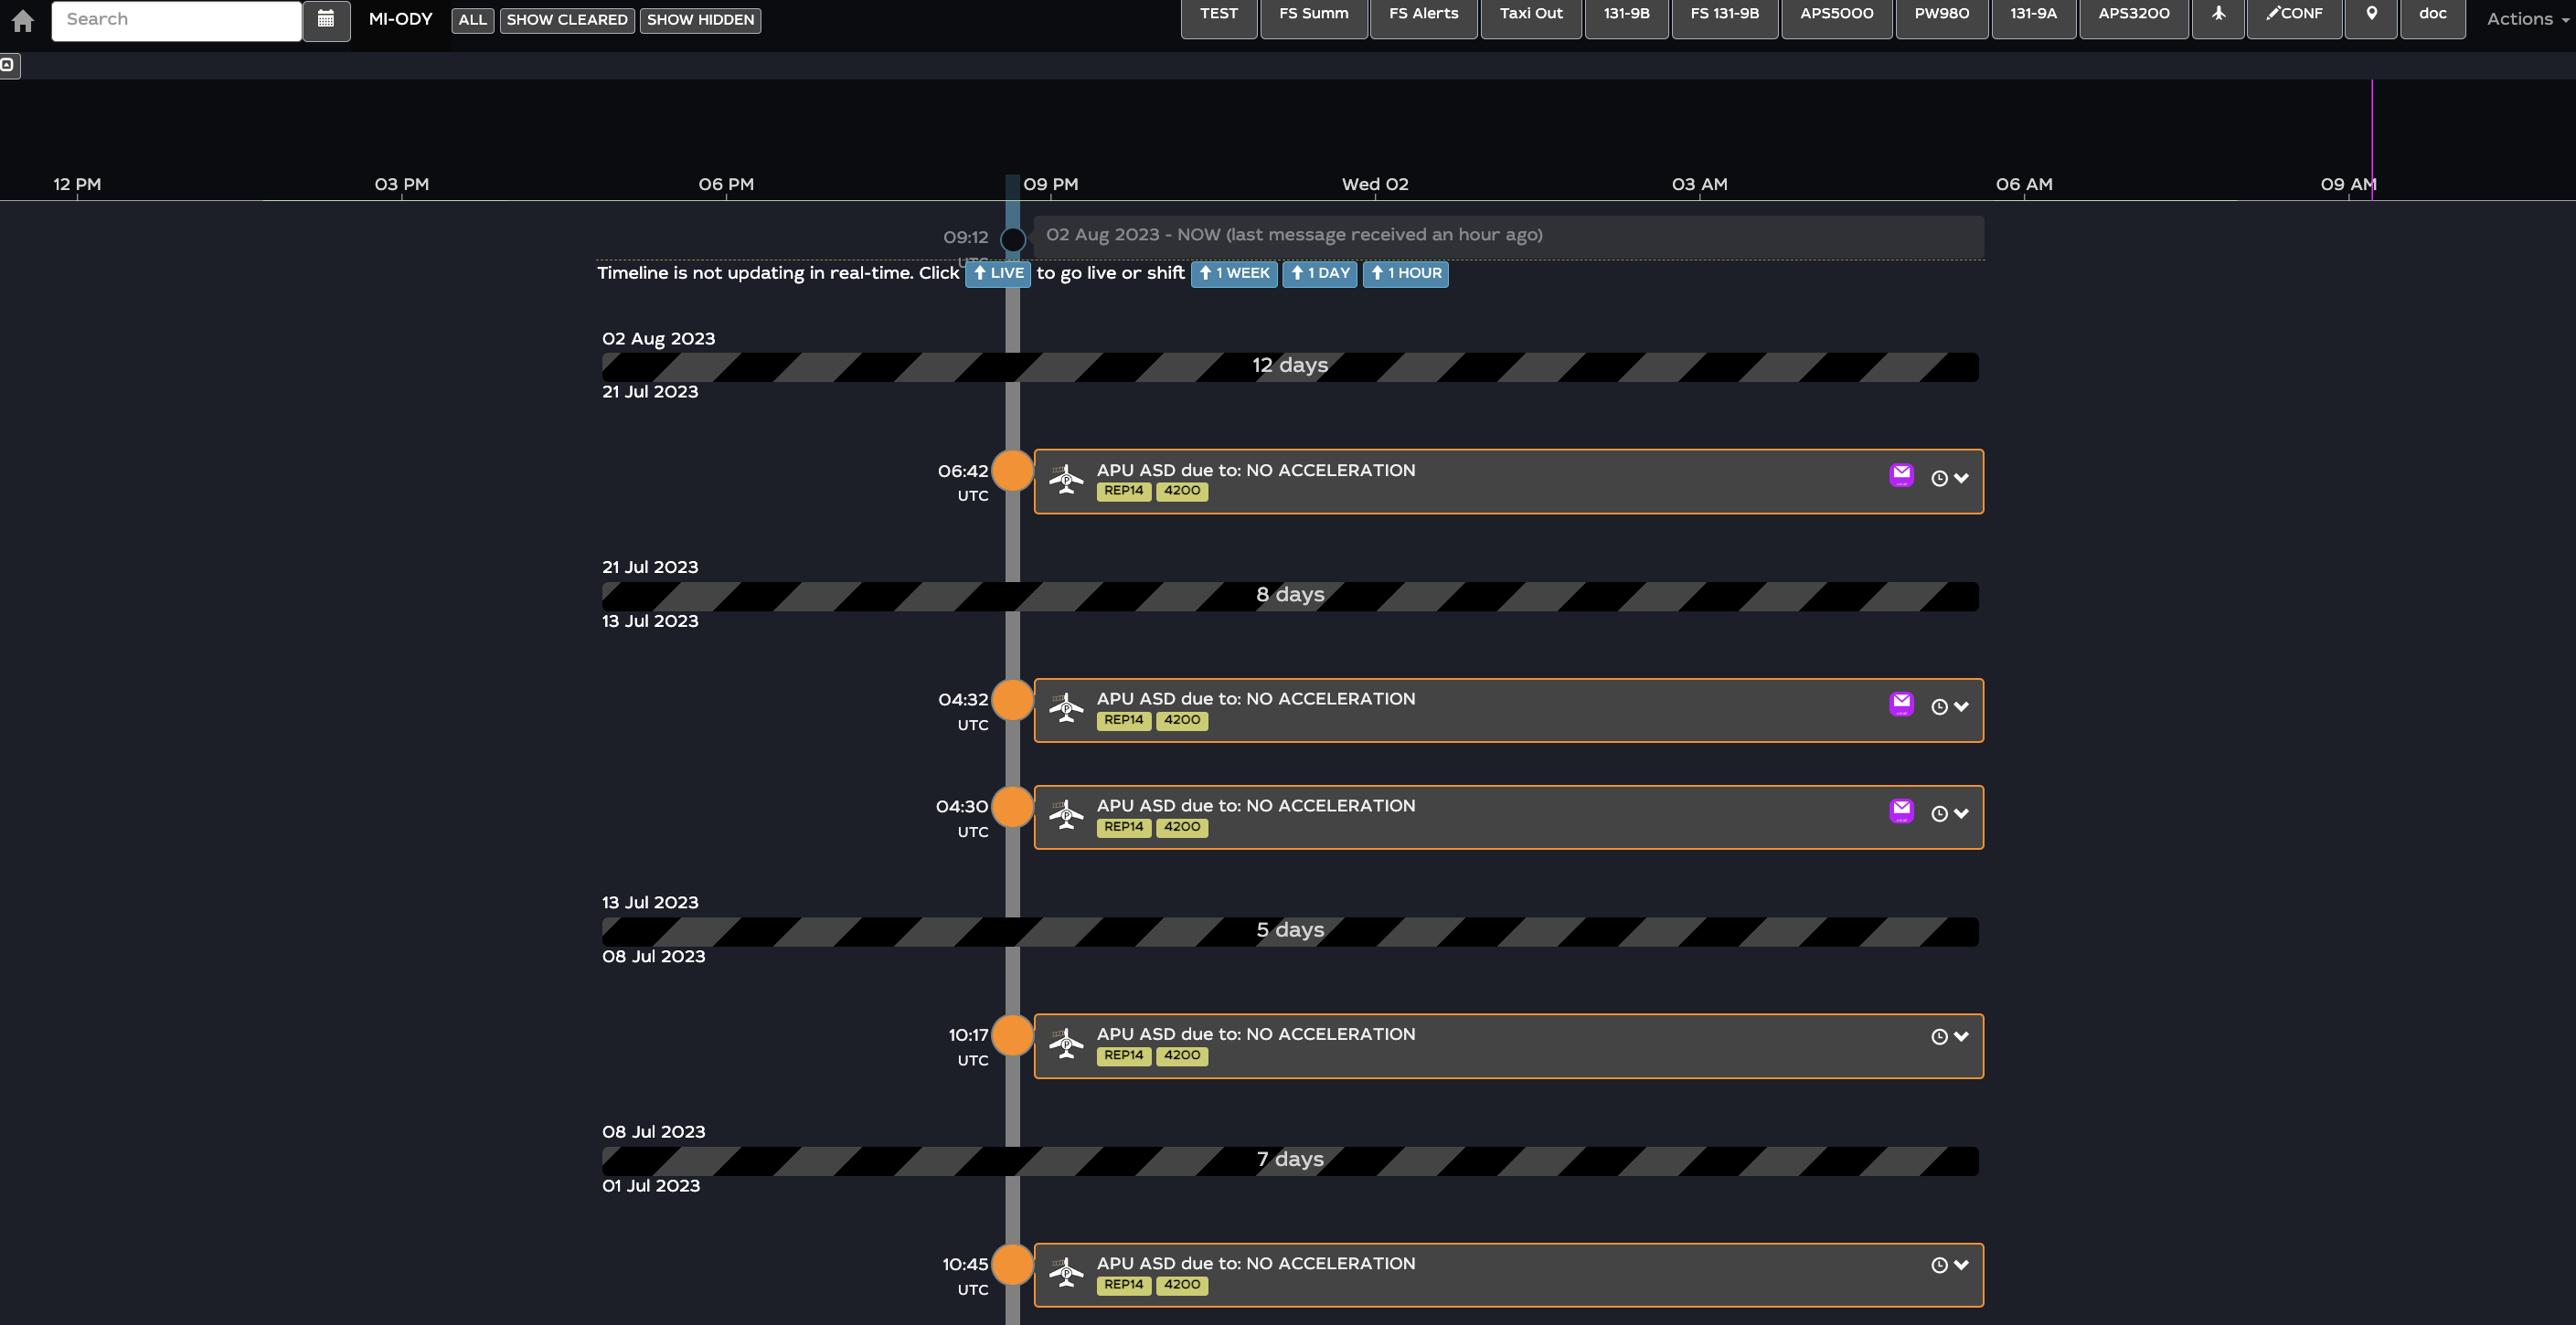 Search
MI-ODY
ALL
SHOW CLEARED
SHOW HIDDEN
TEST
FS Summ
FS Alerts
Taxi Out
131-9B
FS 131-9B
APS5000
PW980
131-9A
APS3200
CONF
doc
Actions
12 PM
03 PM
06 PM
09 PM
Wed 02
03 AM
06 AM
09 AM
09:12
UTC
02 Aug 2023 - NOW (last message received an hour ago)
Timeline is not updating in real-time. Click LIVE to go live or shift 1 WEEK 1 DAY 1 HOUR
02 Aug 2023
12 days
21 Jul 2023
06:42
UTC
APU ASD due to: NO ACCELERATION
REP14 4200
21 Jul 2023
8 days
13 Jul 2023
04:32
UTC
APU ASD due to: NO ACCELERATION
REP14 4200
04:30
UTC
APU ASD due to: NO ACCELERATION
REP14 4200
13 Jul 2023
5 days
08 Jul 2023
10:17
UTC
APU ASD due to: NO ACCELERATION
REP14 4200
08 Jul 2023
7 days
01 Jul 2023
10:45
UTC
APU ASD due to: NO ACCELERATION
REP14 4200